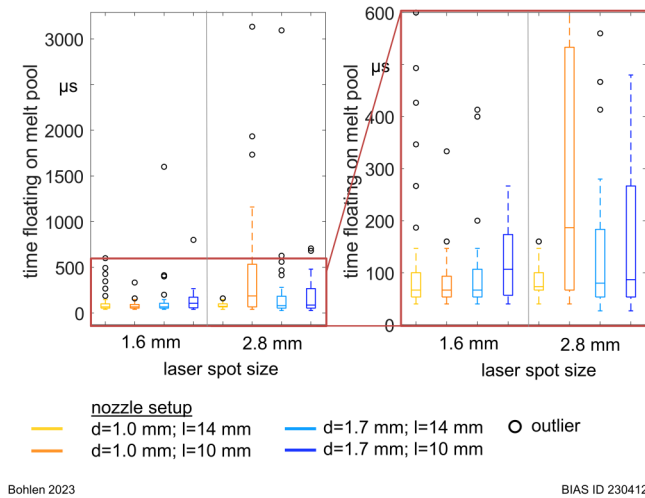 time floating on melt pool
3000
µs
2000
1500
1000
500
0
1.6 mm
2.8 mm
laser spot size
time floating on melt pool
600
µs
400
300
200
100
0
1.6 mm
2.8 mm
laser spot size
nozzle setup
d=1.0 mm; l=14 mm
d=1.0 mm; l=10 mm
d=1.7 mm; l=14 mm
d=1.7 mm; l=10 mm
outlier
Bohlen 2023
BIAS ID 230412